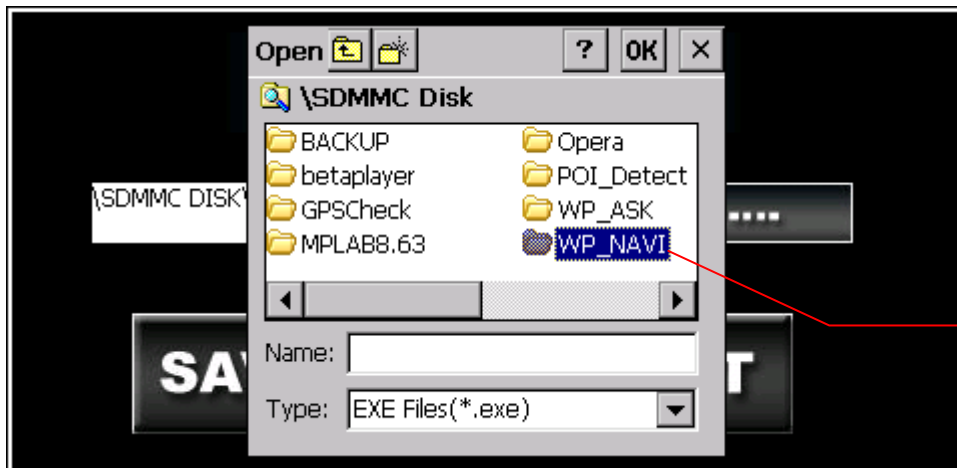 Open ? OK ×
\SDMMC Disk
BACKUP Opera
betaplayer POI_Detect
\SDMMC DISK\
GPSCheck WP_ASK
....
MPLAB8.63 WP_NAVI
Name:
SA T
Type: EXE Files(*.exe)